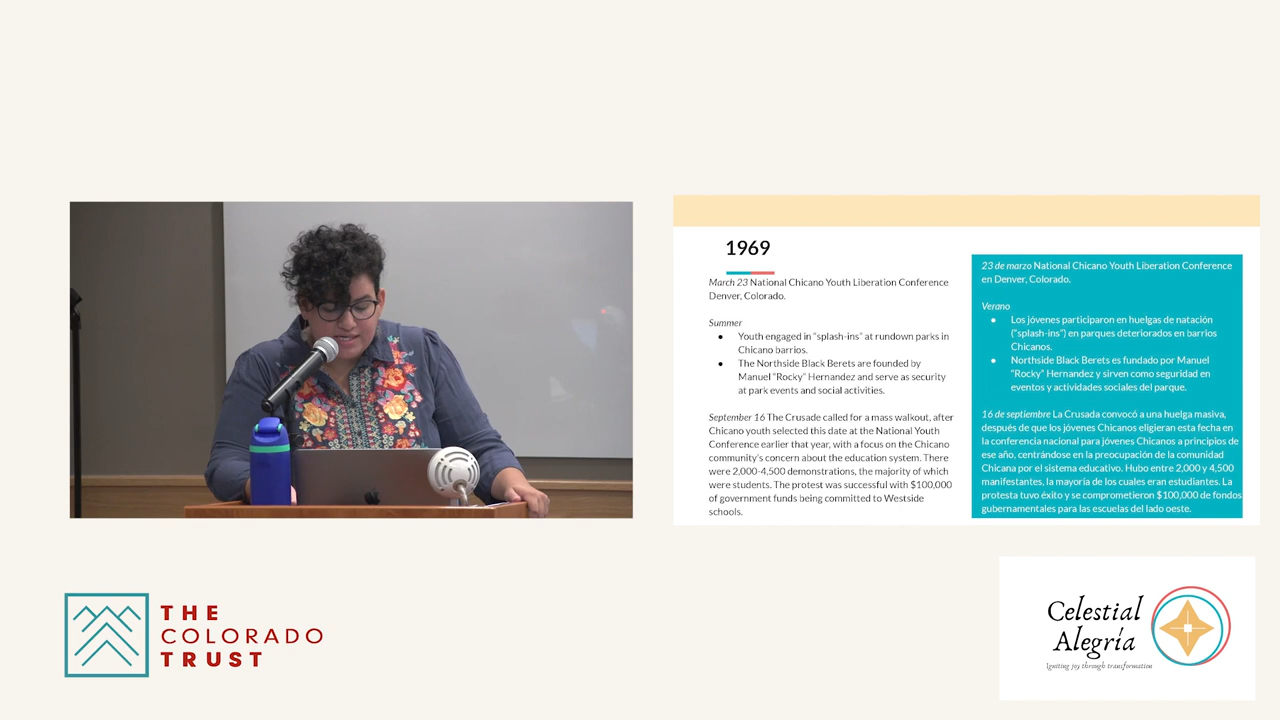 1969
March 23 National Chicano Youth Liberation Conference
Denver, Colorado.
Summer
● Youth engaged in "splash-ins" at rundown parks in
Chicano barrios.
● The Northside Black Berets are founded by
Manuel "Rocky" Hernandez and serve as security
at park events and social activities.
September 16 The Crusade called for a mass walkout, after
Chicano youth selected this date at the National Youth
Conference earlier that year, with a focus on the Chicano
community's concern about the education system. There
were 2,000-4,500 demonstrations, the majority of which
were students. The protest was successful with $100,000
of government funds being committed to Westside
schools.
23 de marzo National Chicano Youth Liberation Conference
en Denver, Colorado.
Verano
● Los jóvenes participaron en huelgas de natación
("splash-ins") en parques deteriorados en barrios
Chicanos.
● Northside Black Berets es fundado por Manuel
"Rocky" Hernandez y sirven como seguridad en
eventos y actividades sociales del parque.
16 de septiembre La Crusada convocó a una huelga masiva,
después de que los jóvenes Chicanos eligieran esta fecha en
la conferencia nacional para jóvenes Chicanos a principios de
ese año, centrándose en la preocupación de la comunidad
Chicana por el sistema educativo. Hubo entre 2,000 y 4,500
manifestantes, la mayoría de los cuales eran estudiantes. La
protesta tuvo éxito y se comprometieron $100,000 de fondos
gubernamentales para las escuelas del lado oeste.
THE
COLORADO
TRUST
Celestial
Alegría
Igniting joy through transformation